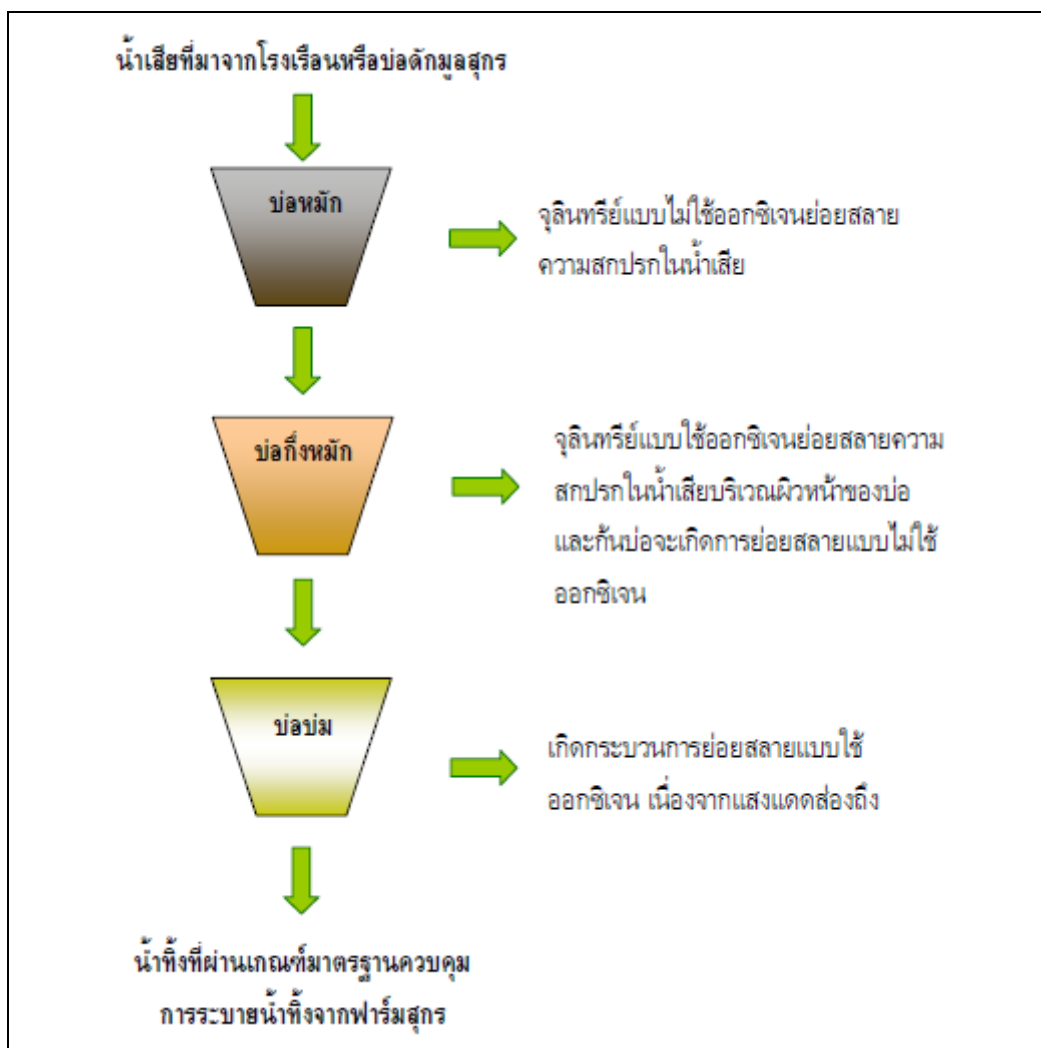 น้ำเสียที่มาจากโรงเรือนหรือบ่อดักมูลสุกร
บ่อหมัก
จุลินทรีย์แบบไม่ใช้ออกซิเจนย่อยสลาย
ความสกปรกในน้ำเสีย
บ่อกึ่งหมัก
จุลินทรีย์แบบใช้ออกซิเจนย่อยสลายความ
สกปรกในน้ำเสียบริเวณผิวหน้าของบ่อ
และก้นบ่อจะเกิดการย่อยสลายแบบไม่ใช้
ออกซิเจน
บ่อบ่ม
เกิดกระบวนการย่อยสลายแบบใช้
ออกซิเจน เนื่องจากแสงแดดส่องถึง
น้ำทิ้งที่ผ่านเกณฑ์มาตรฐานควบคุม
การระบายน้ำทิ้งจากฟาร์มสุกร